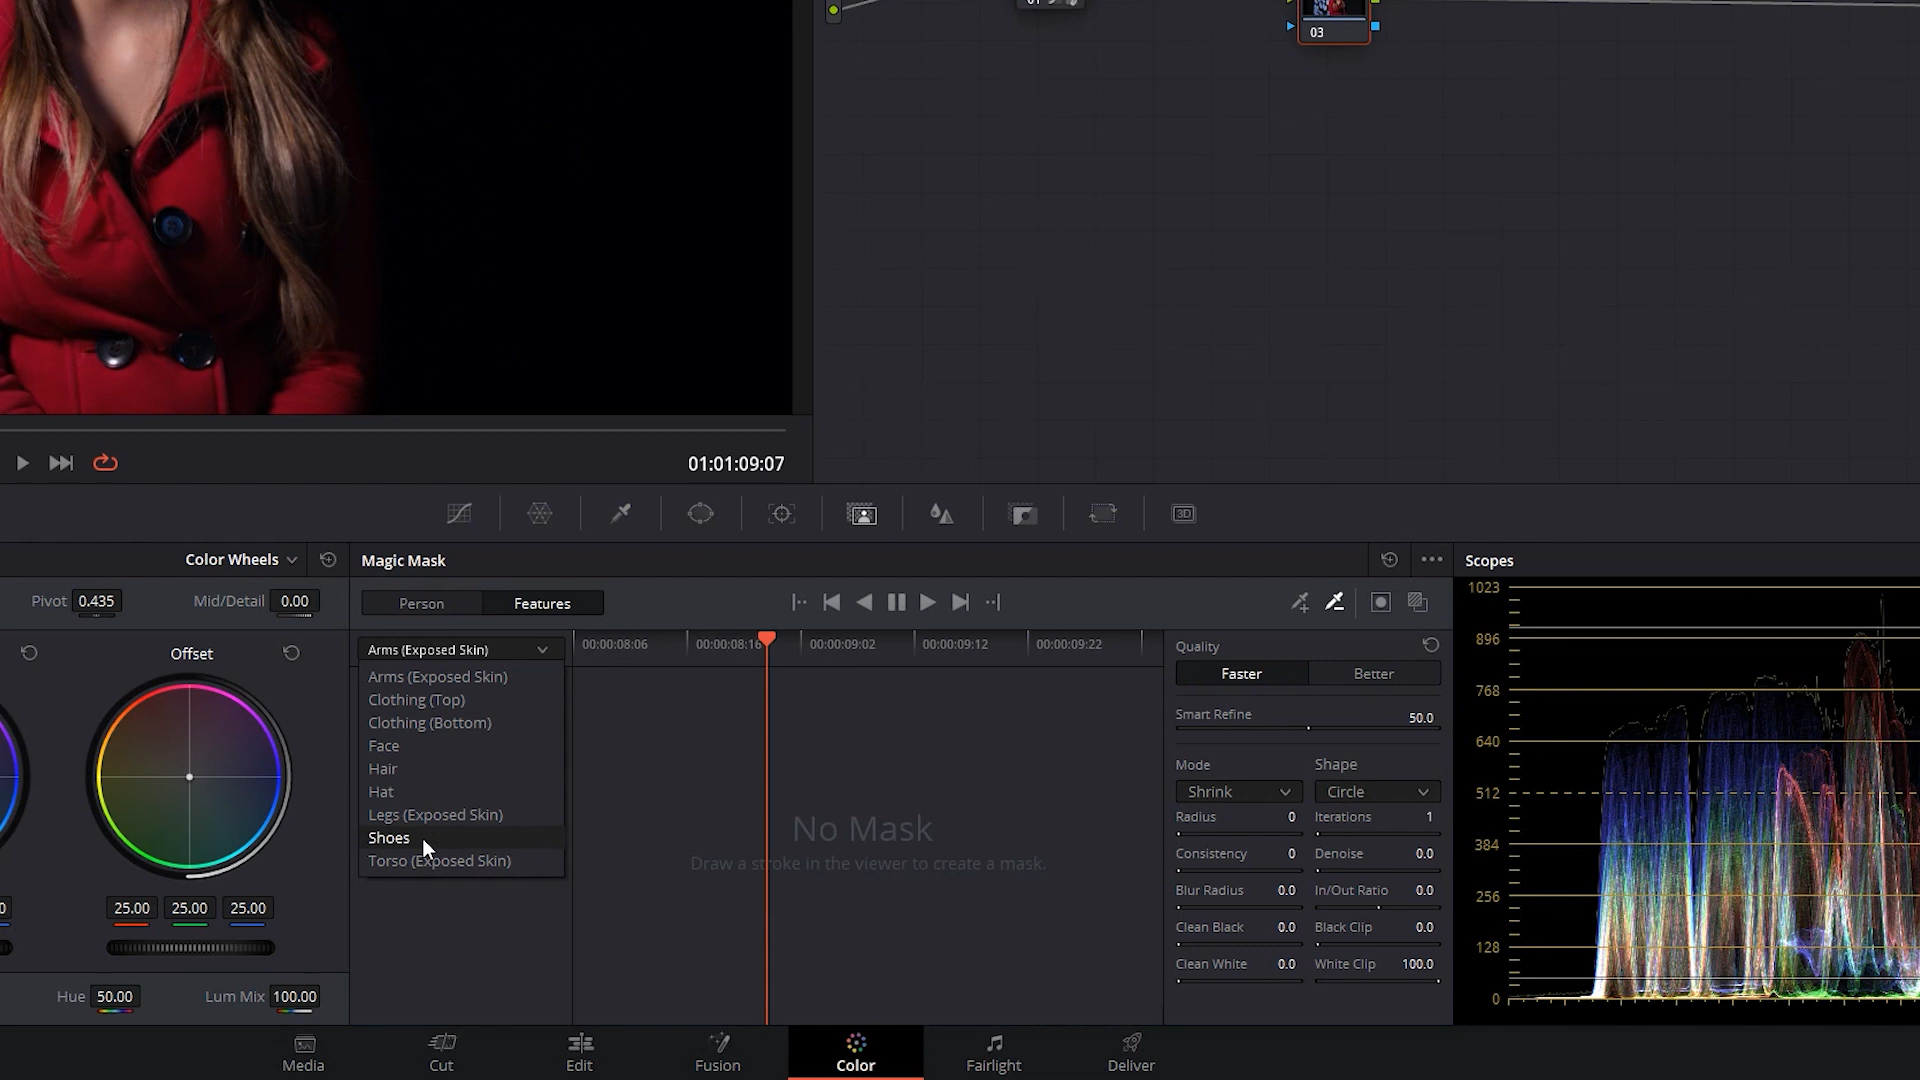 03
01:01:09:07
Color Wheels
Magic Mask
Scopes
Pivot 0.435 Mid/Detail 0.00
Person Features
Offset
25.00 25.00 25.00
Hue 50.00 Lum Mix 100.00
Arms (Exposed Skin)
Arms (Exposed Skin)
Clothing (Top)
Clothing (Bottom)
Face
Hair
Hat
Legs (Exposed Skin)
Shoes
Torso (Exposed Skin)
00:00:08:06 00:00:08:16 00:00:09:02 00:00:09:12 00:00:09:22
No Mask
Draw a stroke in the viewer to create a mask.
Quality
Faster Better
Smart Refine 50.0
Mode Shape
Shrink Circle
Radius 0 Iterations 1
Consistency 0 Denoise 0.0
Blur Radius 0.0 In/Out Ratio 0.0
Clean Black 0.0 Black Clip 0.0
Clean White 0.0 White Clip 100.0
1023
896
768
640
512
384
256
128
0
3D
Media Cut Edit Fusion Color Fairlight Deliver